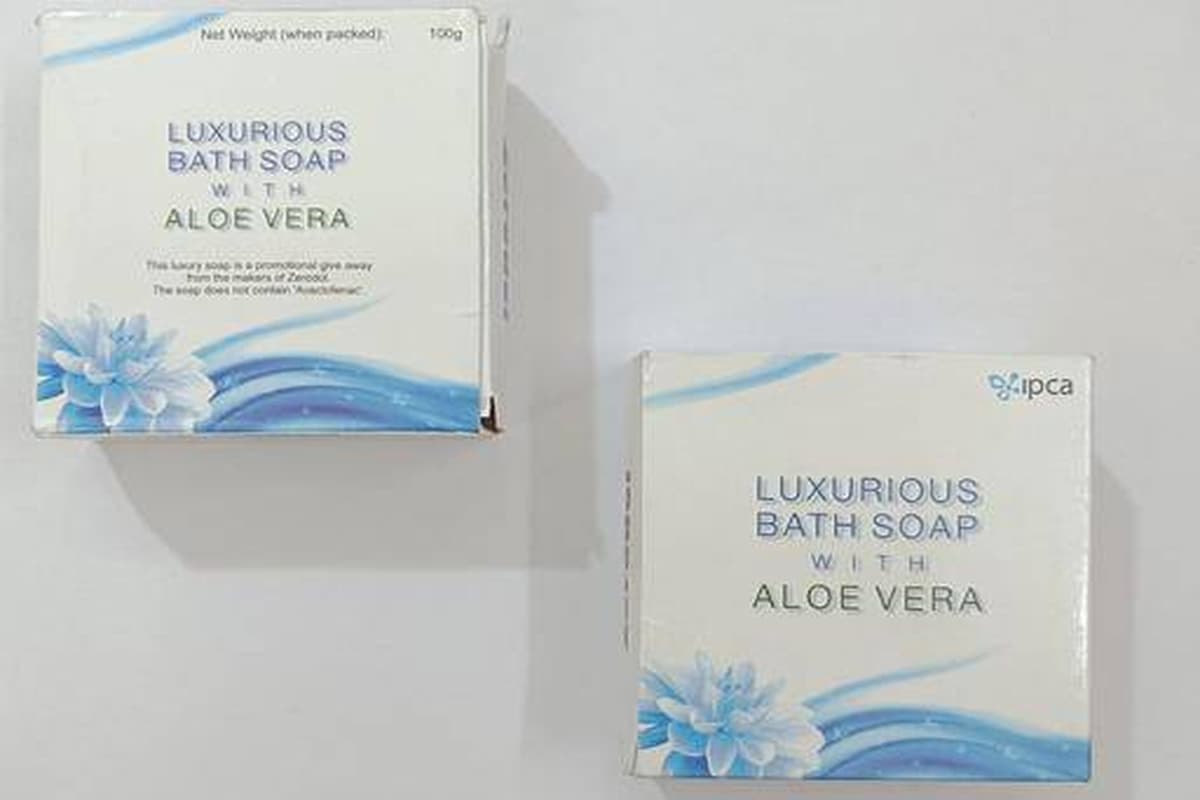 Net Weight (when packed): 100g
LUXURIOUS
BATH SOAP
WITH
ALOE VERA
This luxury soap is a promotional give away
from the makers of Zerodol.
The soap does not contain "Aceclofenac"
ipca
LUXURIOUS
BATH SOAP
WITH
ALOE VERA